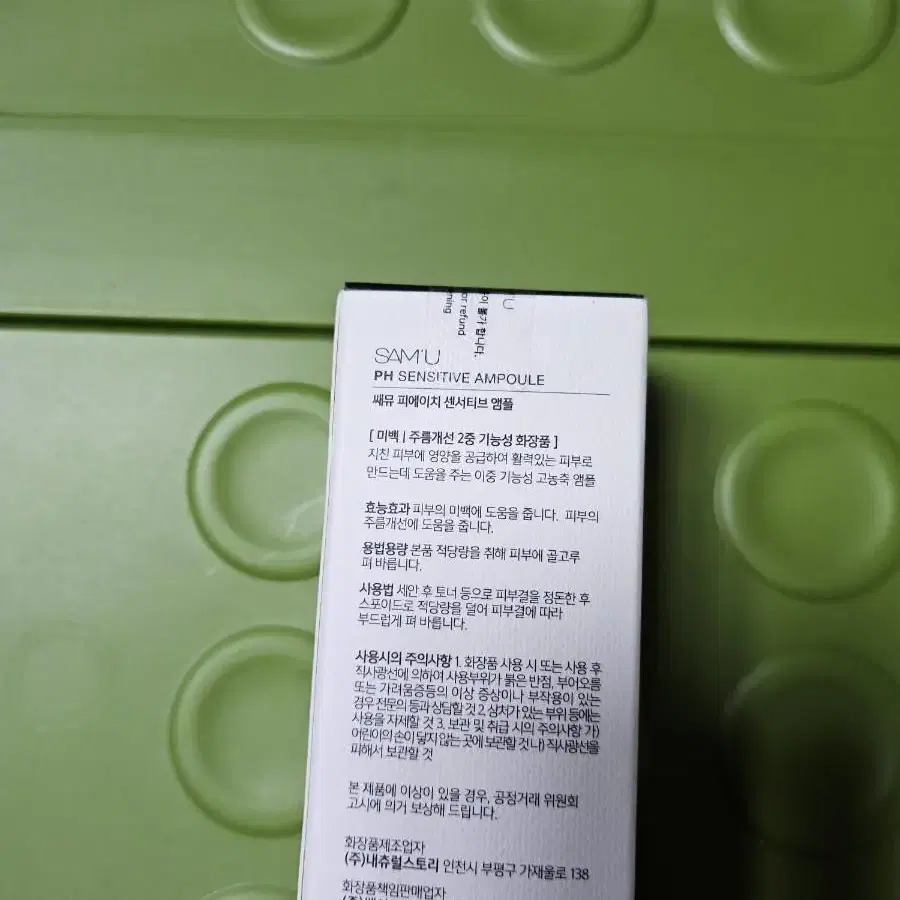 이 불가 합니다.
or refund
SAM'U
PH SENSITIVE AMPOULE
쌔뮤 피에이치 센서티브 앰플
[ 미백 | 주름개선 2중 기능성 화장품 ]
지친 피부에 영양을 공급하여 활력있는 피부로
만드는데 도움을 주는 이중 기능성 고농축 앰플
효능효과 피부의 미백에 도움을 줍니다. 피부의
주름개선에 도움을 줍니다.
용법용량 본품 적당량을 취해 피부에 골고루
펴 바릅니다.
사용법 세안 후 토너 등으로 피부결을 정돈한 후
스포이드로 적당량을 덜어 피부결에 따라
부드럽게 펴 바릅니다.
사용시의 주의사항 1. 화장품 사용 시 또는 사용 후
직사광선에 의하여 사용부위가 붉은 반점, 부어오름
또는 가려움증등의 이상 증상이나 부작용이 있는
경우 전문의 등과 상담할 것 2. 상처가 있는 부위 등에는
사용을 자제할 것 3. 보관 및 취급 시의 주의사항 가)
어린이의 손이 닿지 않는 곳에 보관할 것 나) 직사광선을
피해서 보관할 것
본 제품에 이상이 있을 경우, 공정거래 위원회
고시에 의거 보상해 드립니다.
화장품제조업자
(주)내츄럴스토리 인천시 부평구 가재울로 138
화장품책임판매업자